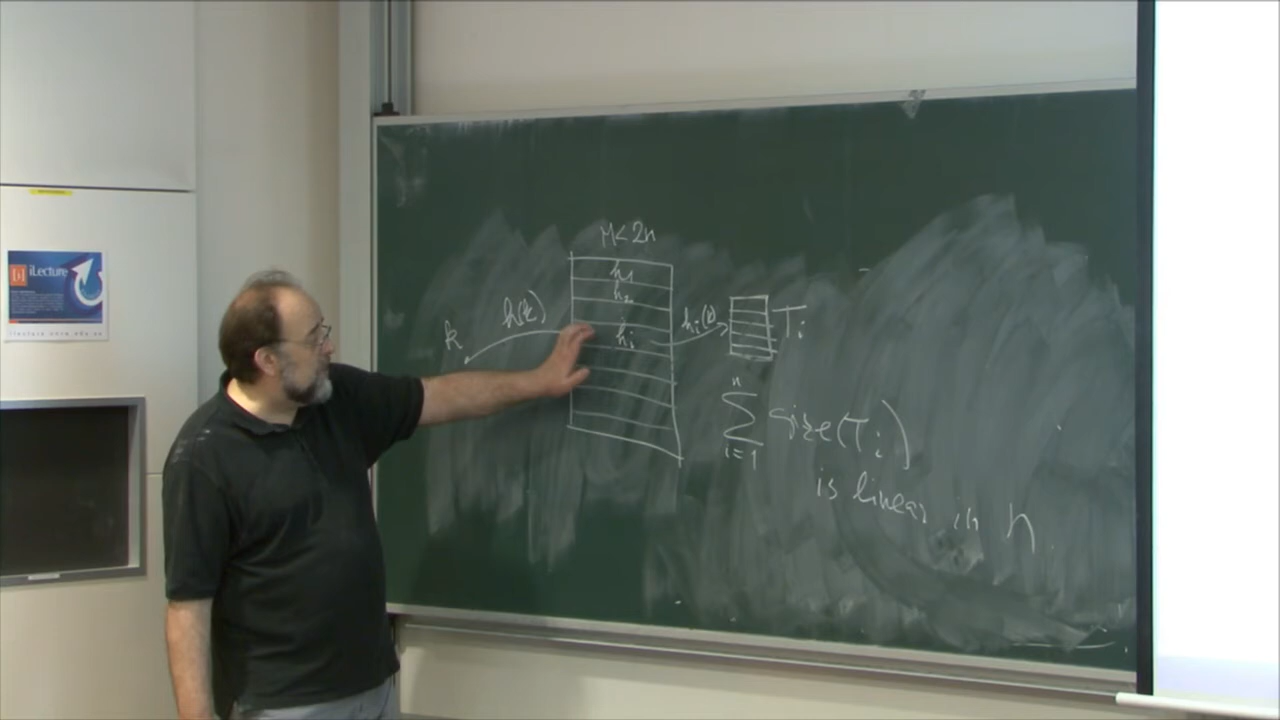 iLecture
M<2n
h1
h2
k
h(k)
hi
hi(k)
Ti
n
∑ size(Ti)
i=1
is linear in n